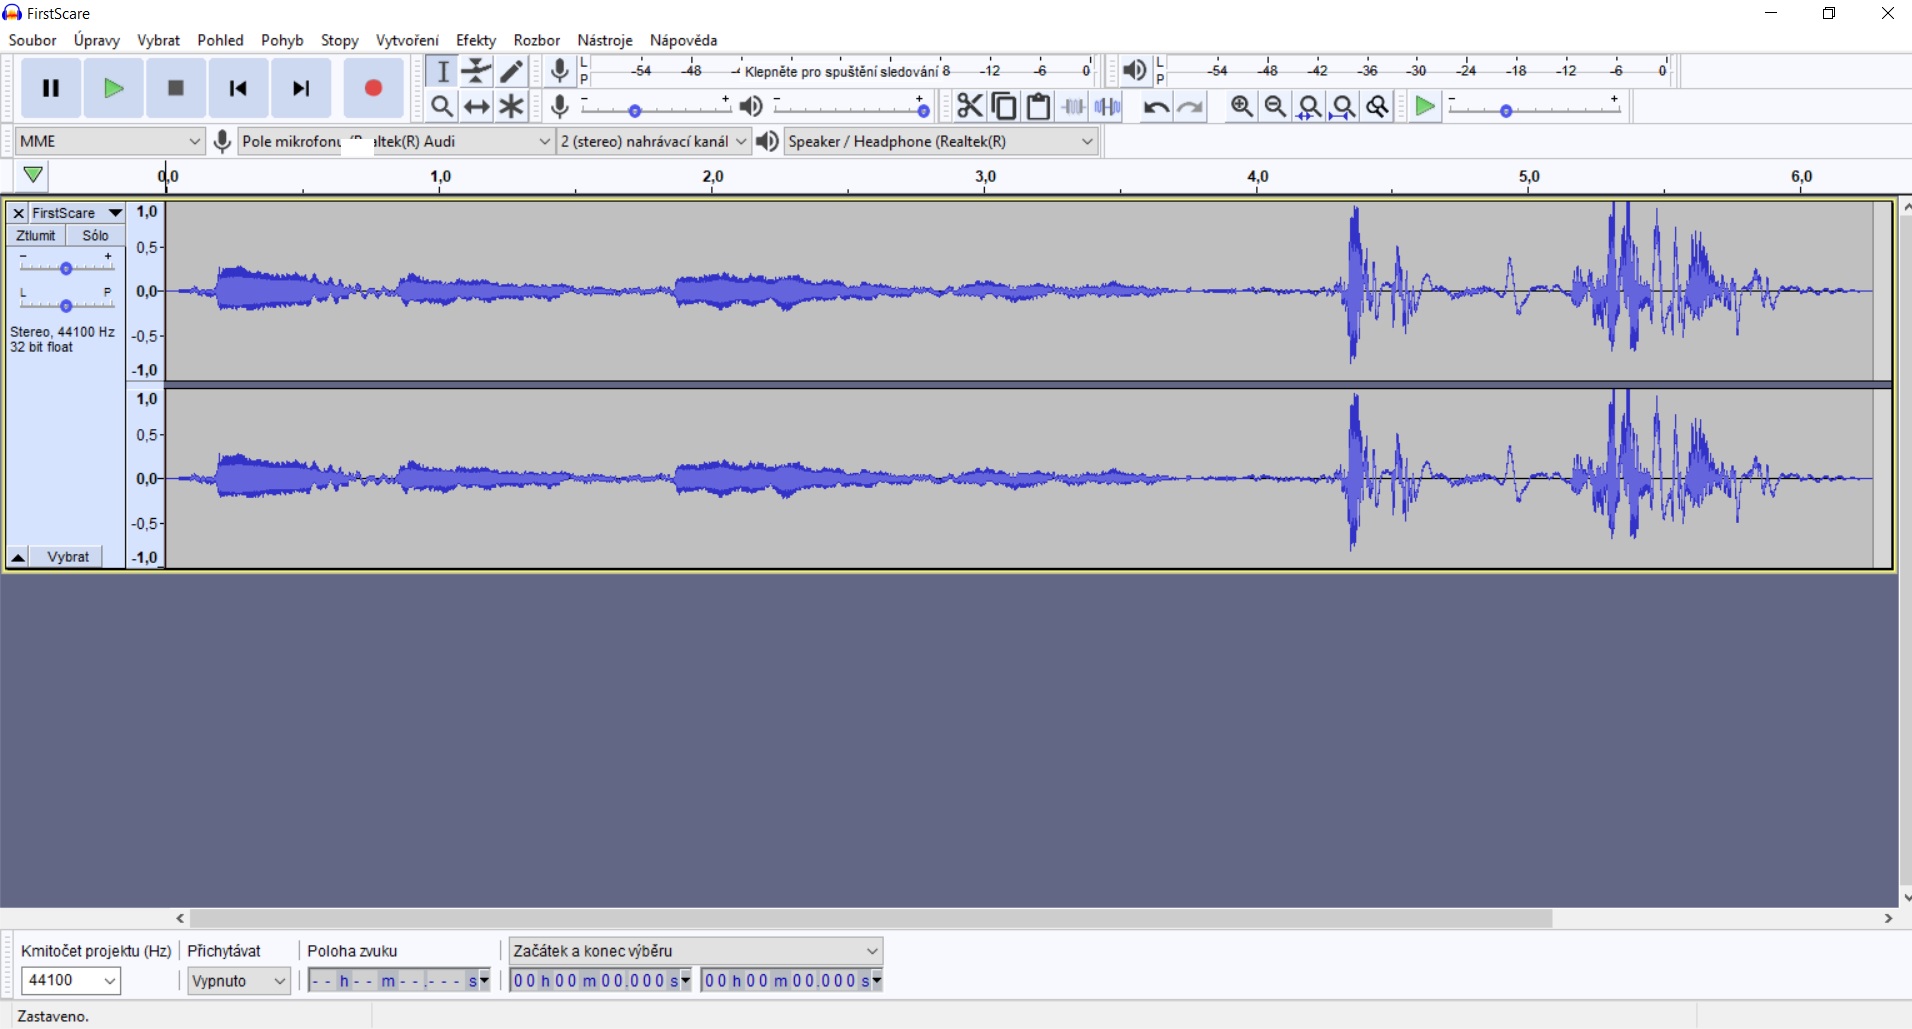 FirstScare
Soubor Úpravy Vybrat Pohled Pohyb Stopy Vytvoření Efekty Rozbor Nástroje Nápověda
L -54 -48 Klepněte pro spuštění sledování 8 -12 -6 0 L -54 -48 -42 -36 -30 -24 -18 -12 -6 0
P P
- + - + - +
MME Pole mikrofonu altek(R) Audi 2 (stereo) nahrávací kanál Speaker / Headphone (Realtek(R)
0,0 1,0 2,0 3,0 4,0 5,0 6,0
FirstScare 1,0
Ztlumit Sólo
0,5
- +
L P 0,0
Stereo, 44100 Hz
32 bit float
-0,5
-1,0
1,0
0,5
0,0
-0,5
Vybrat -1,0
Kmitočet projektu (Hz) Přichytávat Poloha zvuku Začátek a konec výběru
44100 Vypnuto -- h -- m --.--- s 00 h 00 m 00.000 s 00 h 00 m 00.000 s
Zastaveno.